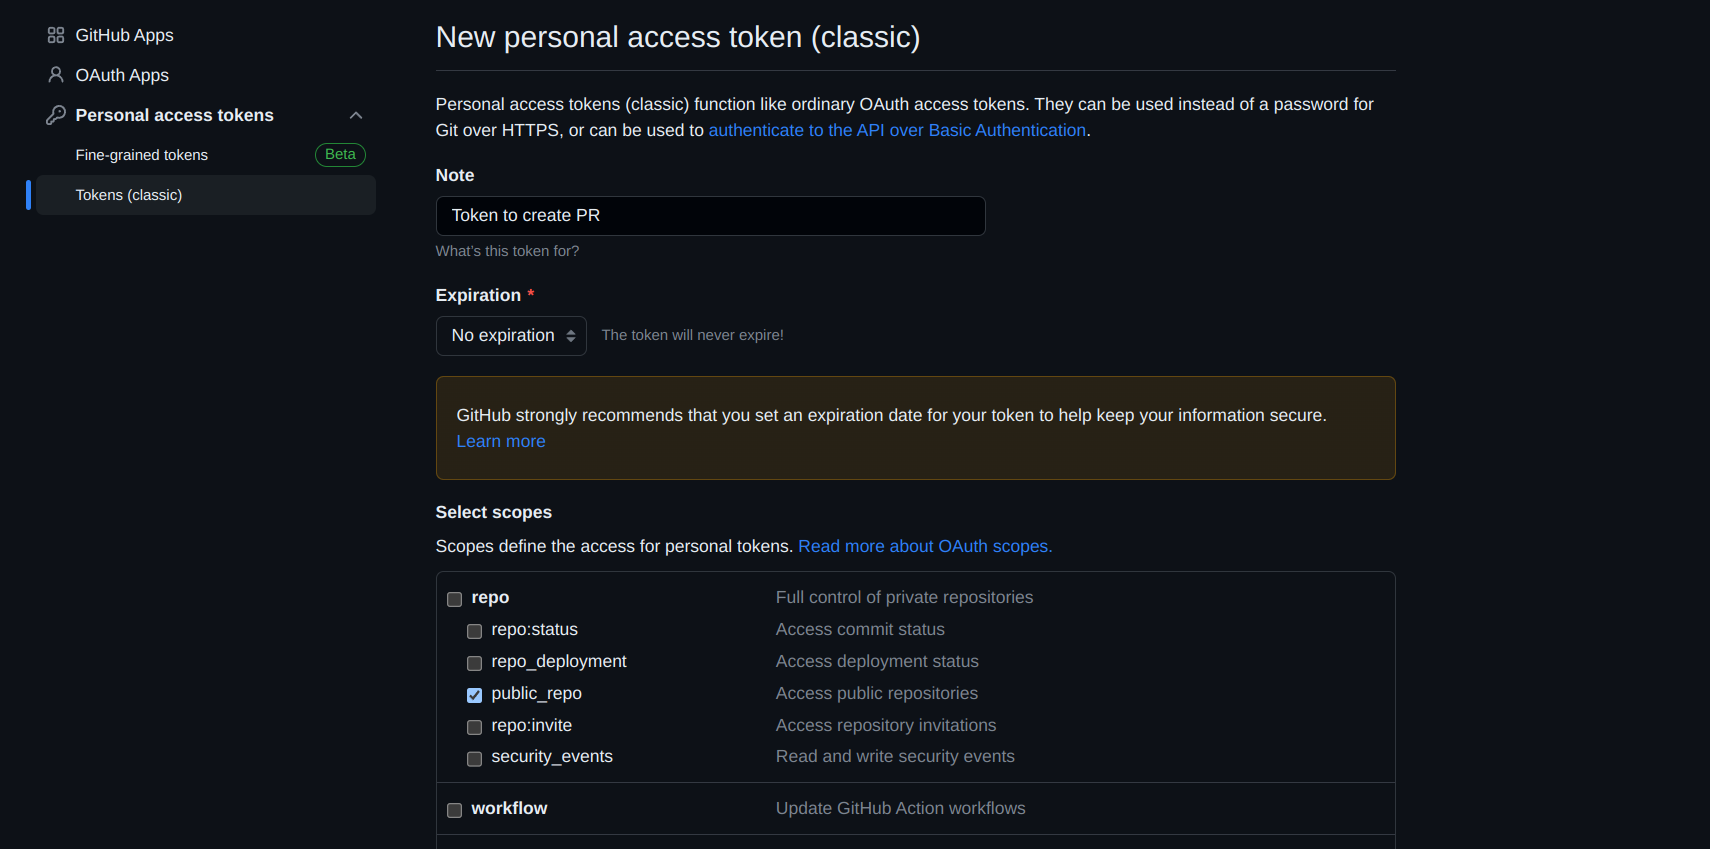 GitHub Apps
OAuth Apps
Personal access tokens
Fine-grained tokens Beta
Tokens (classic)
New personal access token (classic)
Personal access tokens (classic) function like ordinary OAuth access tokens. They can be used instead of a password for
Git over HTTPS, or can be used to authenticate to the API over Basic Authentication.
Note
Token to create PR
What's this token for?
Expiration *
No expiration The token will never expire!
GitHub strongly recommends that you set an expiration date for your token to help keep your information secure.
Learn more
Select scopes
Scopes define the access for personal tokens. Read more about OAuth scopes.
repo Full control of private repositories
repo:status Access commit status
repo_deployment Access deployment status
public_repo Access public repositories
repo:invite Access repository invitations
security_events Read and write security events
workflow Update GitHub Action workflows